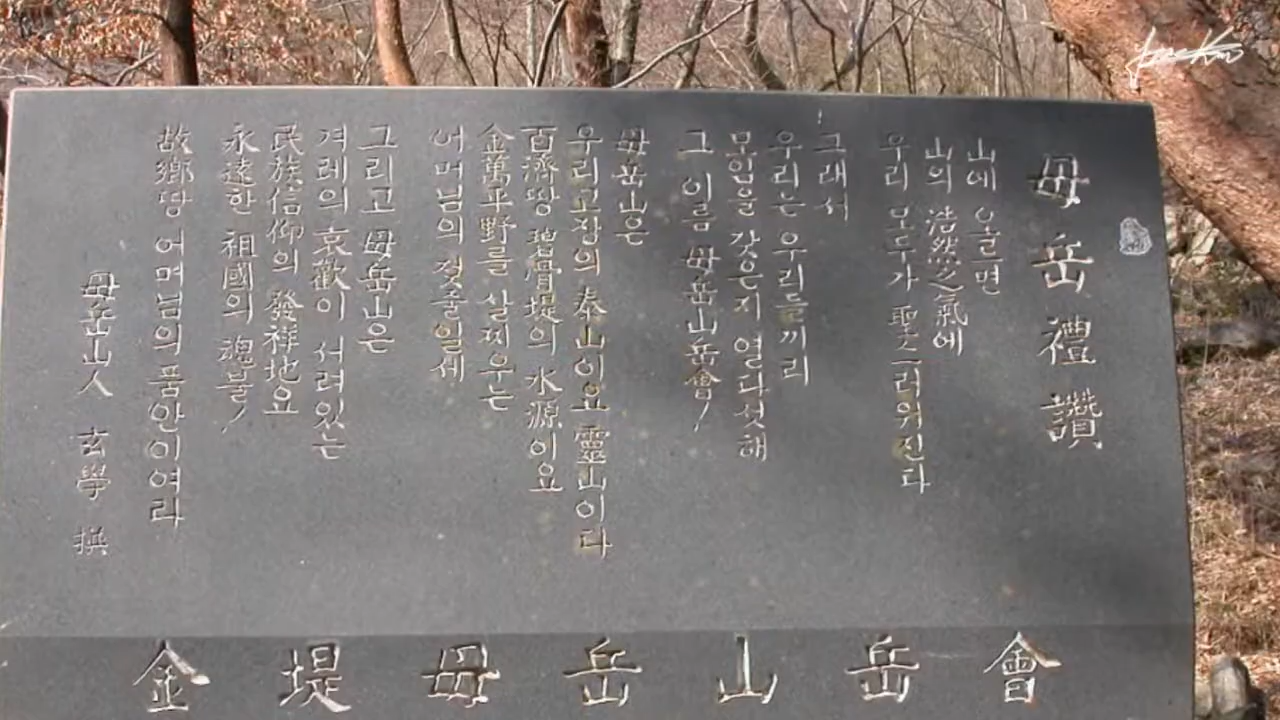 母岳禮讚
山에 오를면
山의 浩然之氣에
우리 모두가 聖스러워진다
그래서
우리는 우리들끼리
모임을 갖은지 열다섯해
그 이름 母岳山岳會!
母岳山은
우리고장의 泰山이요 靈山이다
百濟땅 碧骨堤의 水源이요
金萬平野를 살찌우는
어머님의 젖줄일세
그리고 母岳山은
겨레의 哀歡이 서려있는
民族信仰의 發祥地요
永遠한 祖國의 魂불!
故鄕땅 어머님의 품안이여라
母岳山人 玄學 撰
金堤母岳山岳會